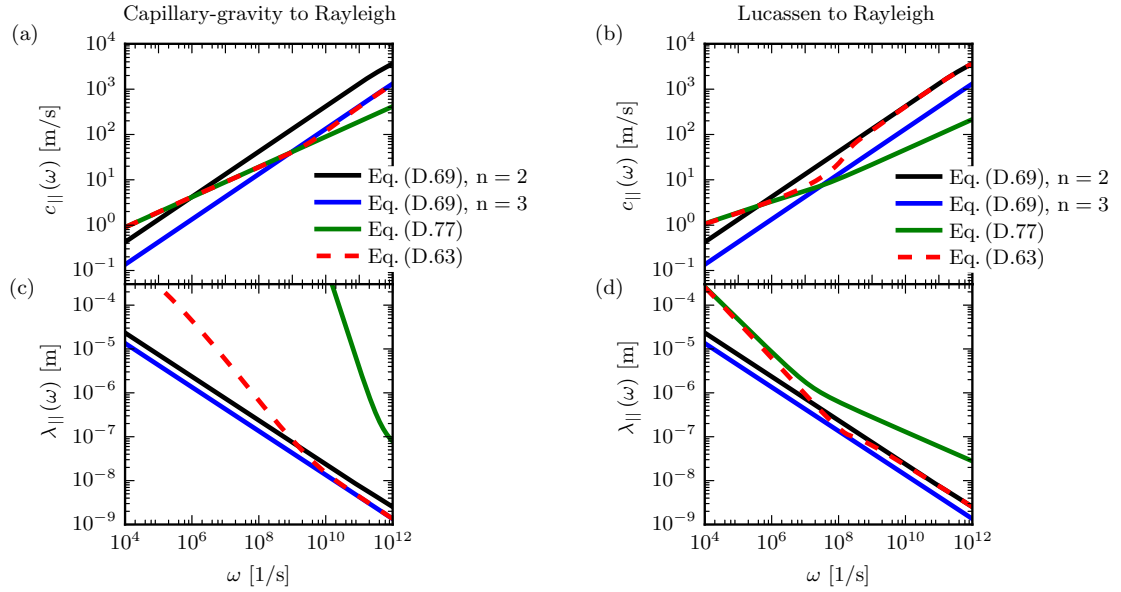 Capillary-gravity to Rayleigh
Lucassen to Rayleigh
(a)
10^4
10^3
10^2
10^1
10^0
10^−1
c_||(ω) [m/s]
Eq. (D.69), n = 2
Eq. (D.69), n = 3
Eq. (D.77)
Eq. (D.63)
(b)
10^4
10^3
10^2
10^1
10^0
10^−1
c_||(ω) [m/s]
Eq. (D.69), n = 2
Eq. (D.69), n = 3
Eq. (D.77)
Eq. (D.63)
(c)
10^−4
10^−5
10^−6
10^−7
10^−8
10^−9
λ_||(ω) [m]
10^4 10^6 10^8 10^10 10^12
ω [1/s]
(d)
10^−4
10^−5
10^−6
10^−7
10^−8
10^−9
λ_||(ω) [m]
10^4 10^6 10^8 10^10 10^12
ω [1/s]